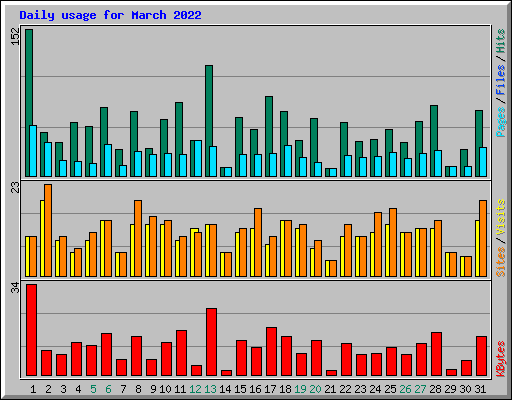 Daily usage for March 2022
152
23
34
Pages / Files / Hits
Sites / Visits
KBytes
1 2 3 4 5 6 7 8 9 10 11 12 13 14 15 16 17 18 19 20 21 22 23 24 25 26 27 28 29 30 31